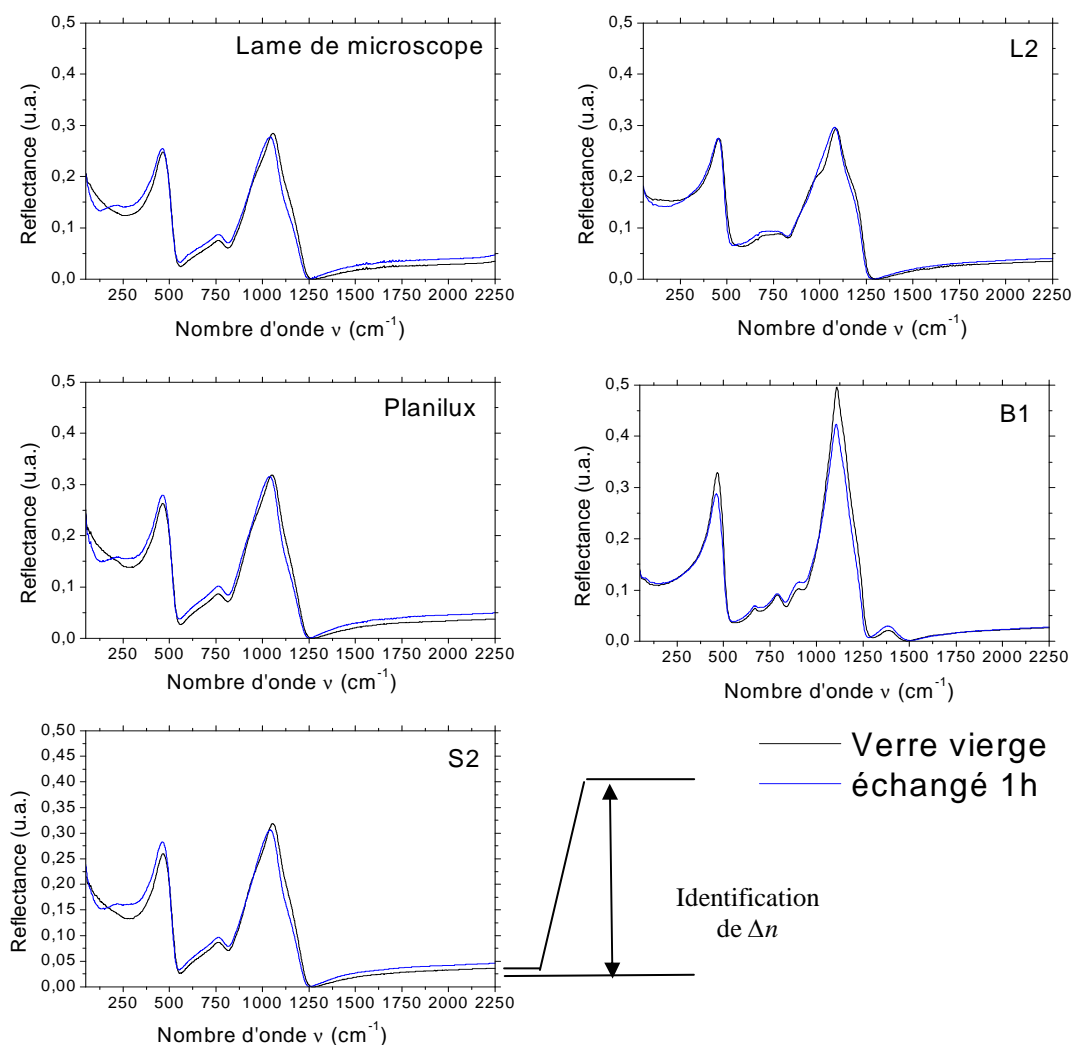 Lame de microscope
0,5
0,4
0,3
0,2
0,1
0,0
Reflectance (u.a.)
250 500 750 1000 1250 1500 1750 2000 2250
Nombre d'onde ν (cm⁻¹)
L2
0,5
0,4
0,3
0,2
0,1
0,0
Reflectance (u.a.)
250 500 750 1000 1250 1500 1750 2000 2250
Nombre d'onde ν (cm⁻¹)
Planilux
0,5
0,4
0,3
0,2
0,1
0,0
Reflectance (u.a.)
250 500 750 1000 1250 1500 1750 2000 2250
Nombre d'onde ν (cm⁻¹)
B1
0,5
0,4
0,3
0,2
0,1
0,0
Reflectance (u.a.)
250 500 750 1000 1250 1500 1750 2000 2250
Nombre d'onde ν (cm⁻¹)
S2
0,50
0,45
0,40
0,35
0,30
0,25
0,20
0,15
0,10
0,05
0,00
Reflectance (u.a.)
250 500 750 1000 1250 1500 1750 2000 2250
Nombre d'onde ν (cm⁻¹)
Verre vierge
échangé 1h
Identification
de Δn